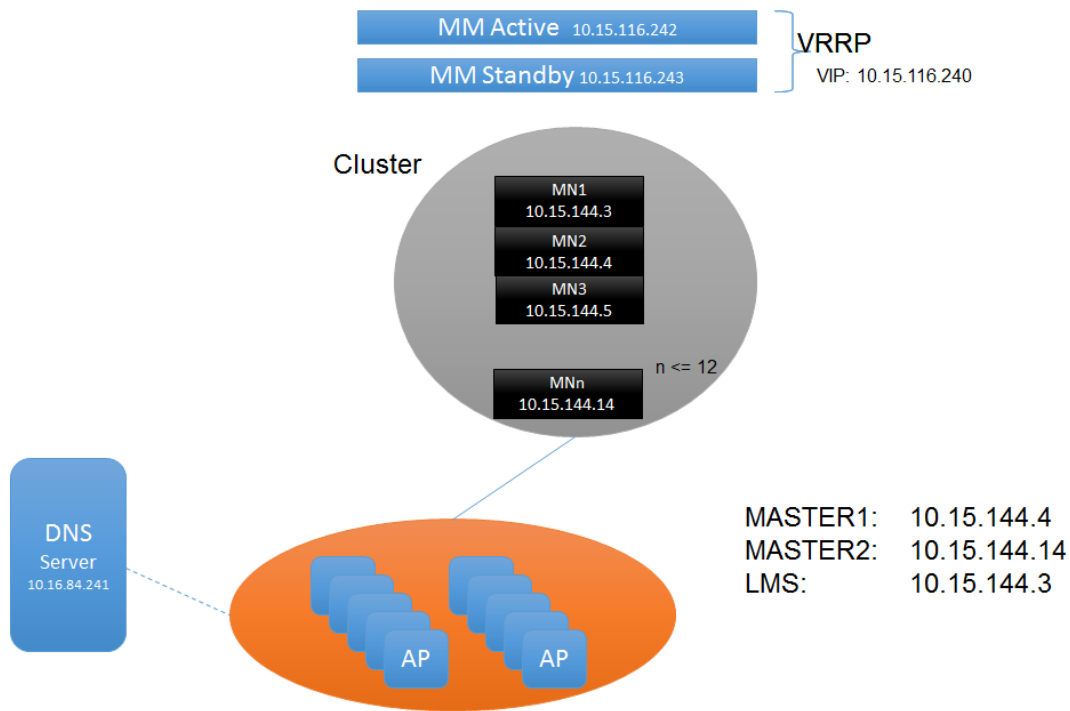 MM Active 10.15.116.242
MM Standby 10.15.116.243
VRRP
VIP: 10.15.116.240
Cluster
MN1
10.15.144.3
MN2
10.15.144.4
MN3
10.15.144.5
n <= 12
MNn
10.15.144.14
DNS
Server
10.16.84.241
MASTER1: 10.15.144.4
MASTER2: 10.15.144.14
LMS: 10.15.144.3
AP
AP